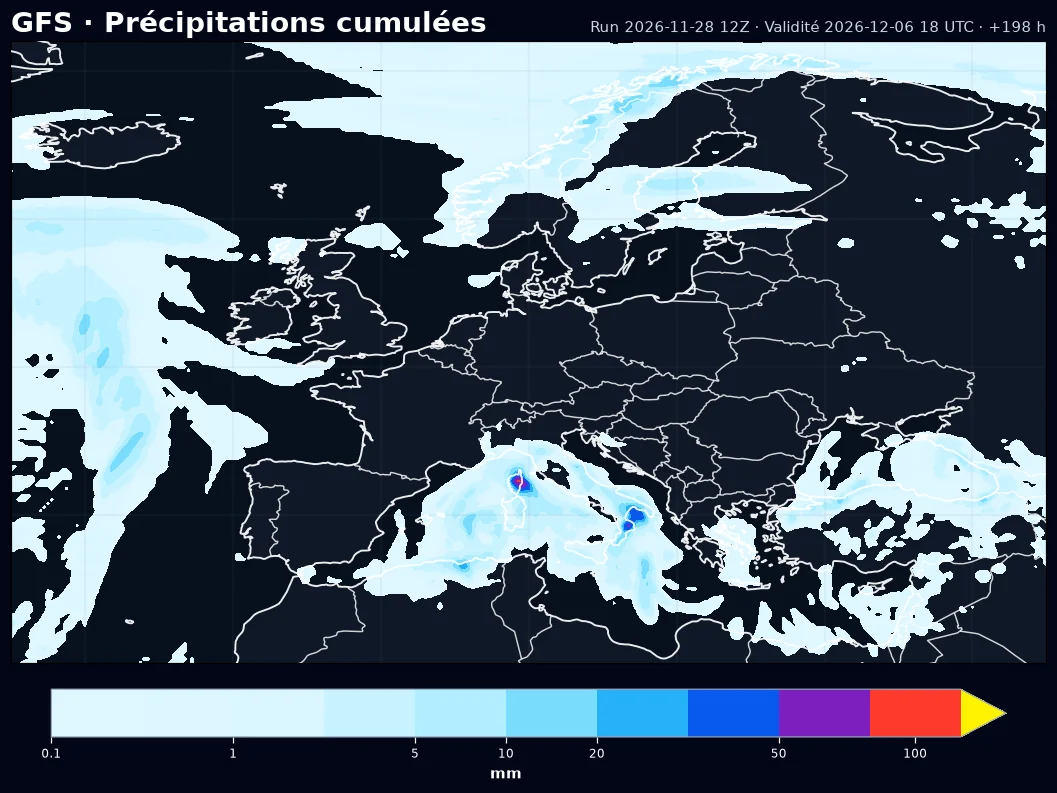 GFS · Précipitations cumulées
Run 2026-11-28 12Z · Validité 2026-12-06 18 UTC · +198 h
0.1 1 5 10 20 50 100
mm